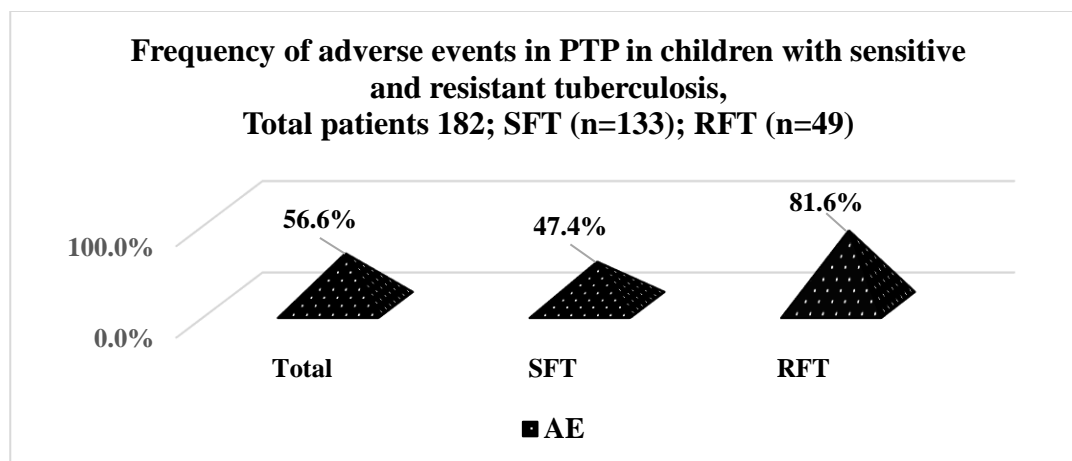 Frequency of adverse events in PTP in children with sensitive
and resistant tuberculosis,
Total patients 182; SFT (n=133); RFT (n=49)
56.6%
47.4%
81.6%
100.0%
0.0%
Total
SFT
RFT
AE